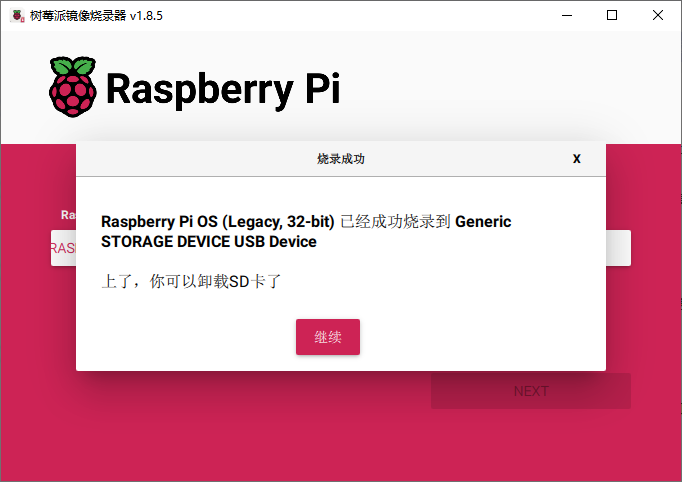 树莓派镜像烧录器 v1.8.5
Raspberry Pi
烧录成功
X
Ra
RAS
Raspberry Pi OS (Legacy, 32-bit) 已经成功烧录到 Generic
STORAGE DEVICE USB Device
上了，你可以卸载SD卡了
继续
NEXT